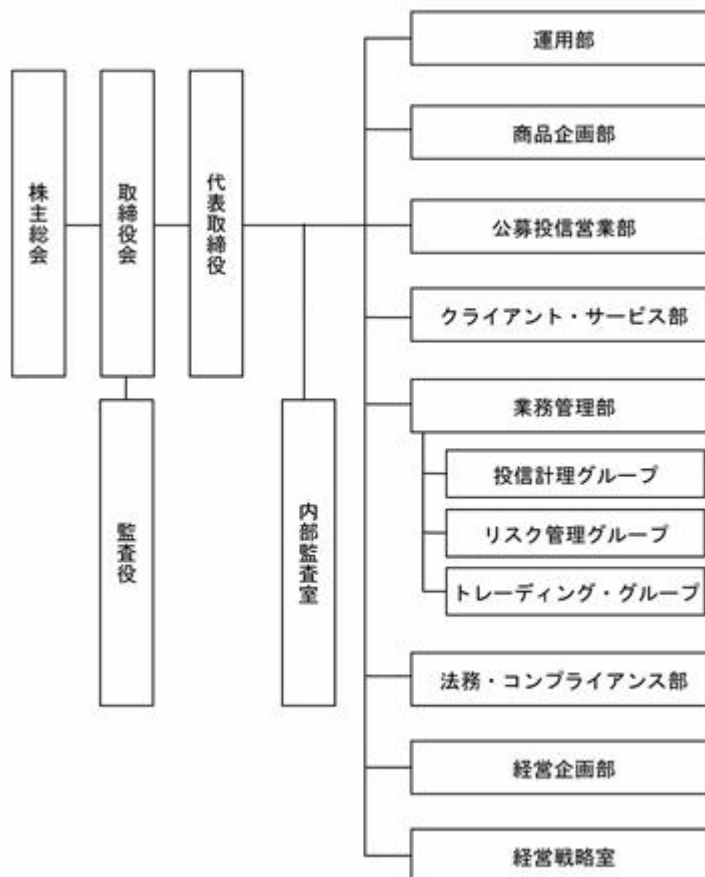 株主総会
取締役会
代表取締役
監査役
内部監査室
運用部
商品企画部
公募投信営業部
クライアント・サービス部
業務管理部
投信計理グループ
リスク管理グループ
トレーディング・グループ
法務・コンプライアンス部
経営企画部
経営戦略室